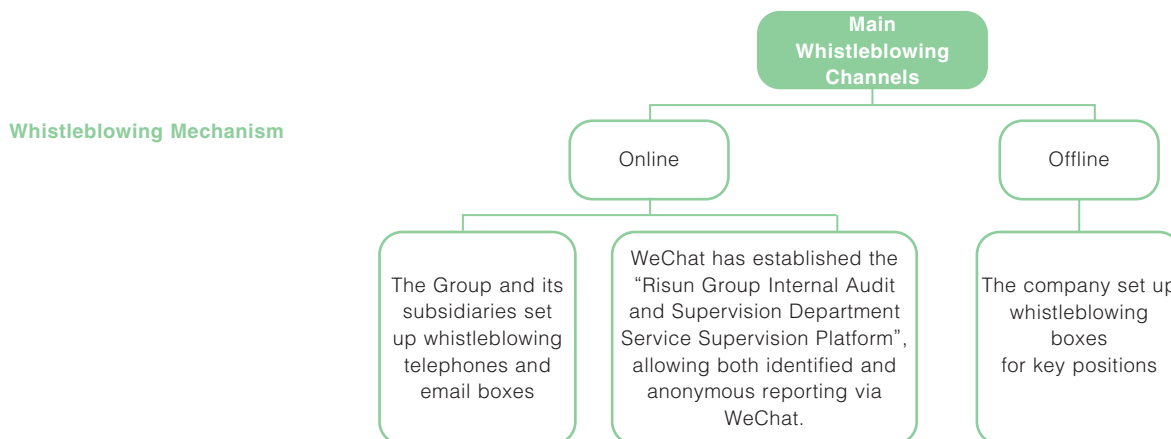 Main
Whistleblowing
Channels
Whistleblowing Mechanism
Online
Offline
The Group and its
subsidiaries set
up whistleblowing
telephones and
email boxes
WeChat has established the
“Risun Group Internal Audit
and Supervision Department
Service Supervision Platform”,
allowing both identified and
anonymous reporting via
WeChat.
The company set up
whistleblowing
boxes
for key positions